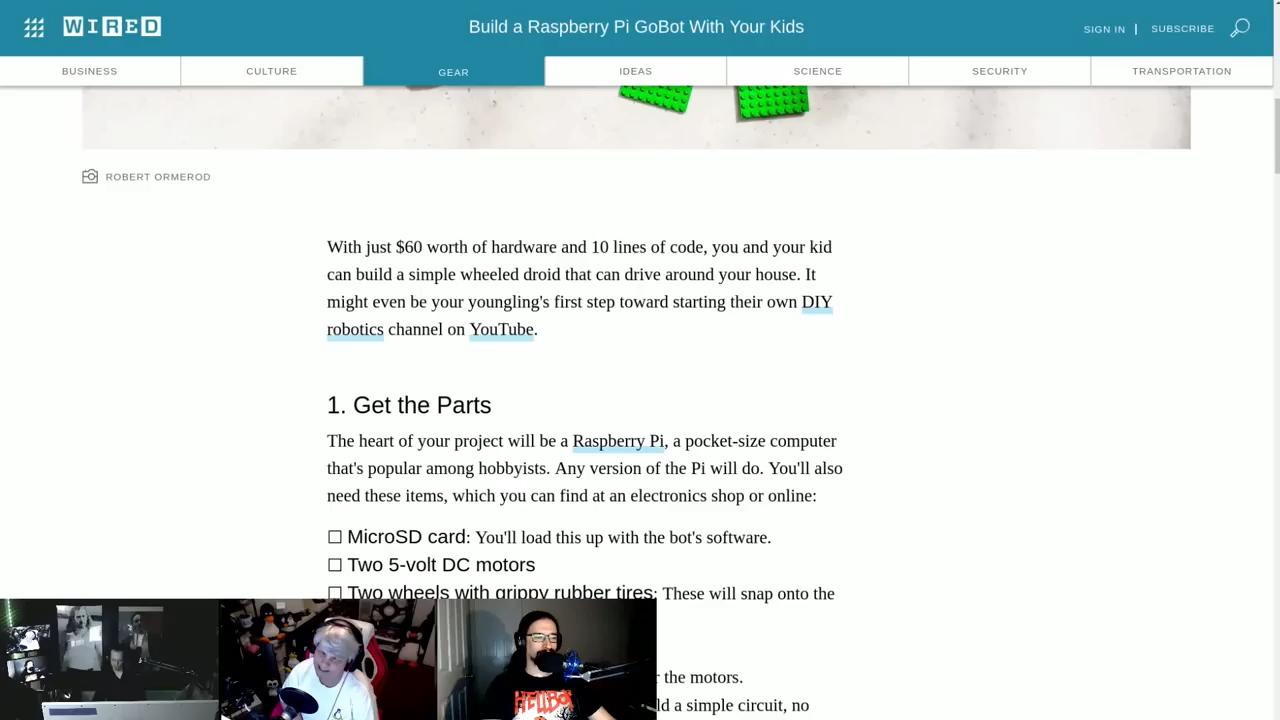 WIRED
Build a Raspberry Pi GoBot With Your Kids
SIGN IN | SUBSCRIBE
BUSINESS CULTURE GEAR IDEAS SCIENCE SECURITY TRANSPORTATION
ROBERT ORMEROD
With just $60 worth of hardware and 10 lines of code, you and your kid
can build a simple wheeled droid that can drive around your house. It
might even be your youngling's first step toward starting their own DIY
robotics channel on YouTube.
1. Get the Parts
The heart of your project will be a Raspberry Pi, a pocket-size computer
that's popular among hobbyists. Any version of the Pi will do. You'll also
need these items, which you can find at an electronics shop or online:
☐ MicroSD card: You'll load this up with the bot's software.
☐ Two 5-volt DC motors
☐ Two wheels with grippy rubber tires: These will snap onto the
the motors.
a simple circuit, no
HELLBOY